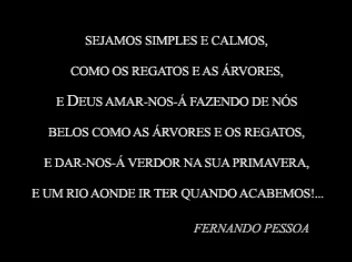 SEJAMOS SIMPLES E CALMOS,
COMO OS REGATOS E AS ÁRVORES,
E DEUS AMAR-NOS-Á FAZENDO DE NÓS
BELOS COMO AS ÁRVORES E OS REGATOS,
E DAR-NOS-Á VERDOR NA SUA PRIMAVERA,
E UM RIO AONDE IR TER QUANDO ACABEMOS!...
FERNANDO PESSOA